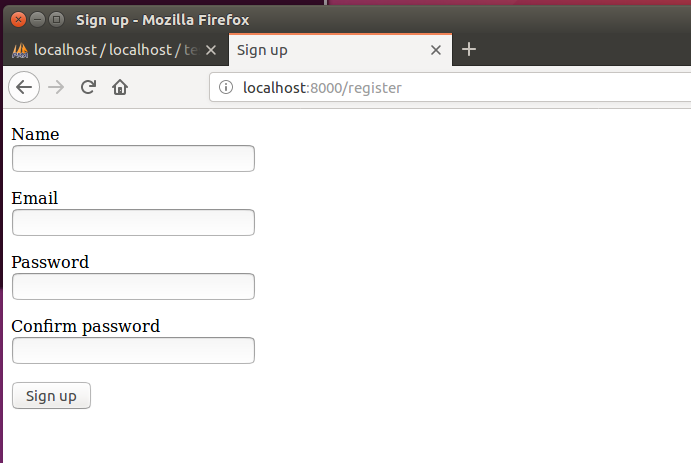 Sign up - Mozilla Firefox
localhost / localhost / te
Sign up
localhost:8000/register
Name
Email
Password
Confirm password
Sign up